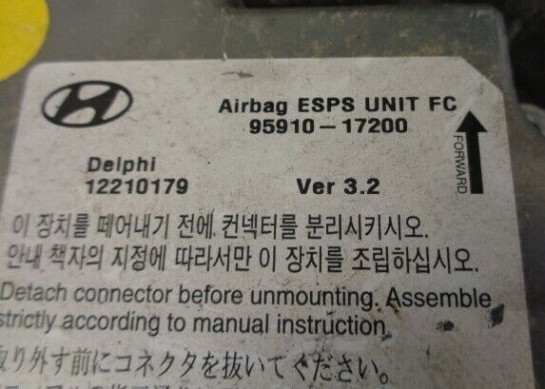 Airbag ESPS UNIT FC
95910-17200
FORWARD
Delphi
12210179 Ver 3.2
이 장치를 떼어내기 전에 컨넥터를 분리시키시오.
안내 책자의 지정에 따라서만 이 장치를 조립하십시오.
Detach connector before unmounting. Assemble
strictly according to manual instruction.
取り外す前にコネクタを抜いてください。